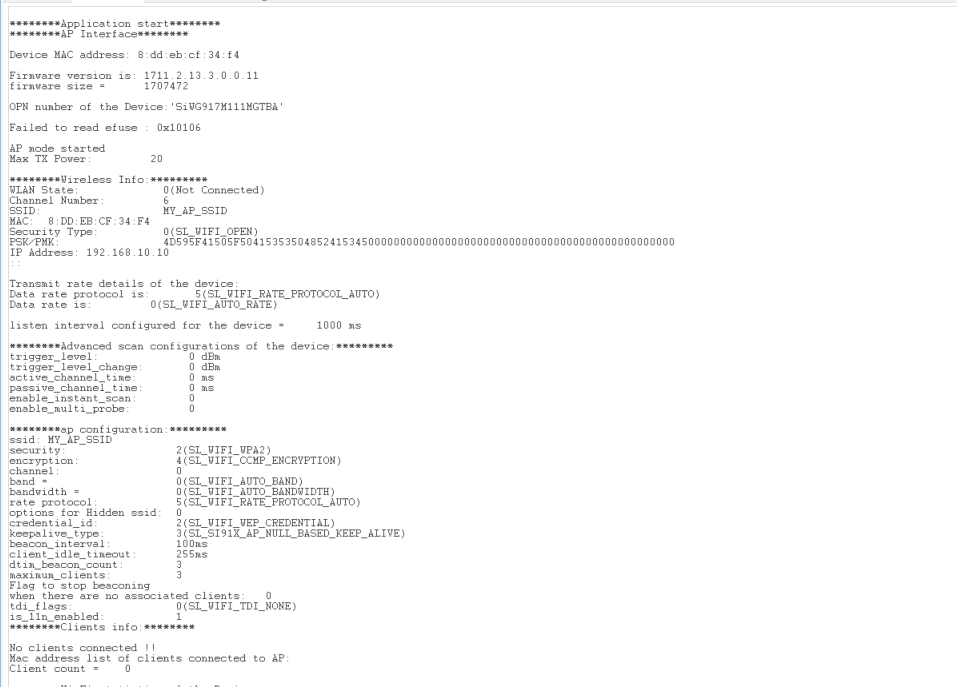 ********Application start********
********AP Interface********
Device MAC address: 8:dd:eb:cf:34:f4
Firmware version is: 1711.2.13.3.0.0.11
firmware size = 1707472
OPN number of the Device:'SiWG917M111MGTBA'
Failed to read efuse : 0x10106
AP mode started
Max TX Power: 20
********Wireless Info:*********
WLAN State: 0(Not Connected)
Channel Number: 6
SSID: MY_AP_SSID
MAC: 8:DD:EB:CF:34:F4
Security Type: 0(SL_WIFI_OPEN)
PSK/PMK:
IP Address: 192.168.10.10
::
Transmit rate details of the device:
Data rate protocol is: 5(SL_WIFI_RATE_PROTOCOL_AUTO)
Data rate is: 0(SL_WIFI_AUTO_RATE)
listen interval configured for the device = 1000 ms
********Advanced scan configurations of the device:*********
trigger_level: 0 dBm
trigger_level_change: 0 dBm
active_channel_time: 0 ms
passive_channel_time: 0 ms
enable_instant_scan: 0
enable_multi_probe: 0
********ap configuration:*********
ssid: MY_AP_SSID
security: 2(SL_WIFI_WPA2)
encryption: 4(SL_WIFI_CCMP_ENCRYPTION)
channel: 0
band = 0(SL_WIFI_AUTO_BAND)
bandwidth = 0(SL_WIFI_AUTO_BANDWIDTH)
rate protocol: 5(SL_WIFI_RATE_PROTOCOL_AUTO)
options for Hidden ssid: 0
credential_id: 2(SL_WIFI_WEP_CREDENTIAL)
keepalive_type: 3(SL_SI91X_AP_NULL_BASED_KEEP_ALIVE)
beacon_interval: 100ms
client_idle_timeout: 255ms
dtim_beacon_count: 3
maximum_clients: 3
Flag to stop beaconing
when there are no associated clients: 0
tdi_flags: 0(SL_WIFI_TDI_NONE)
is_11n_enabled: 1
********Clients info:********
No clients connected !!
Mac address list of clients connected to AP:
Client count = 0